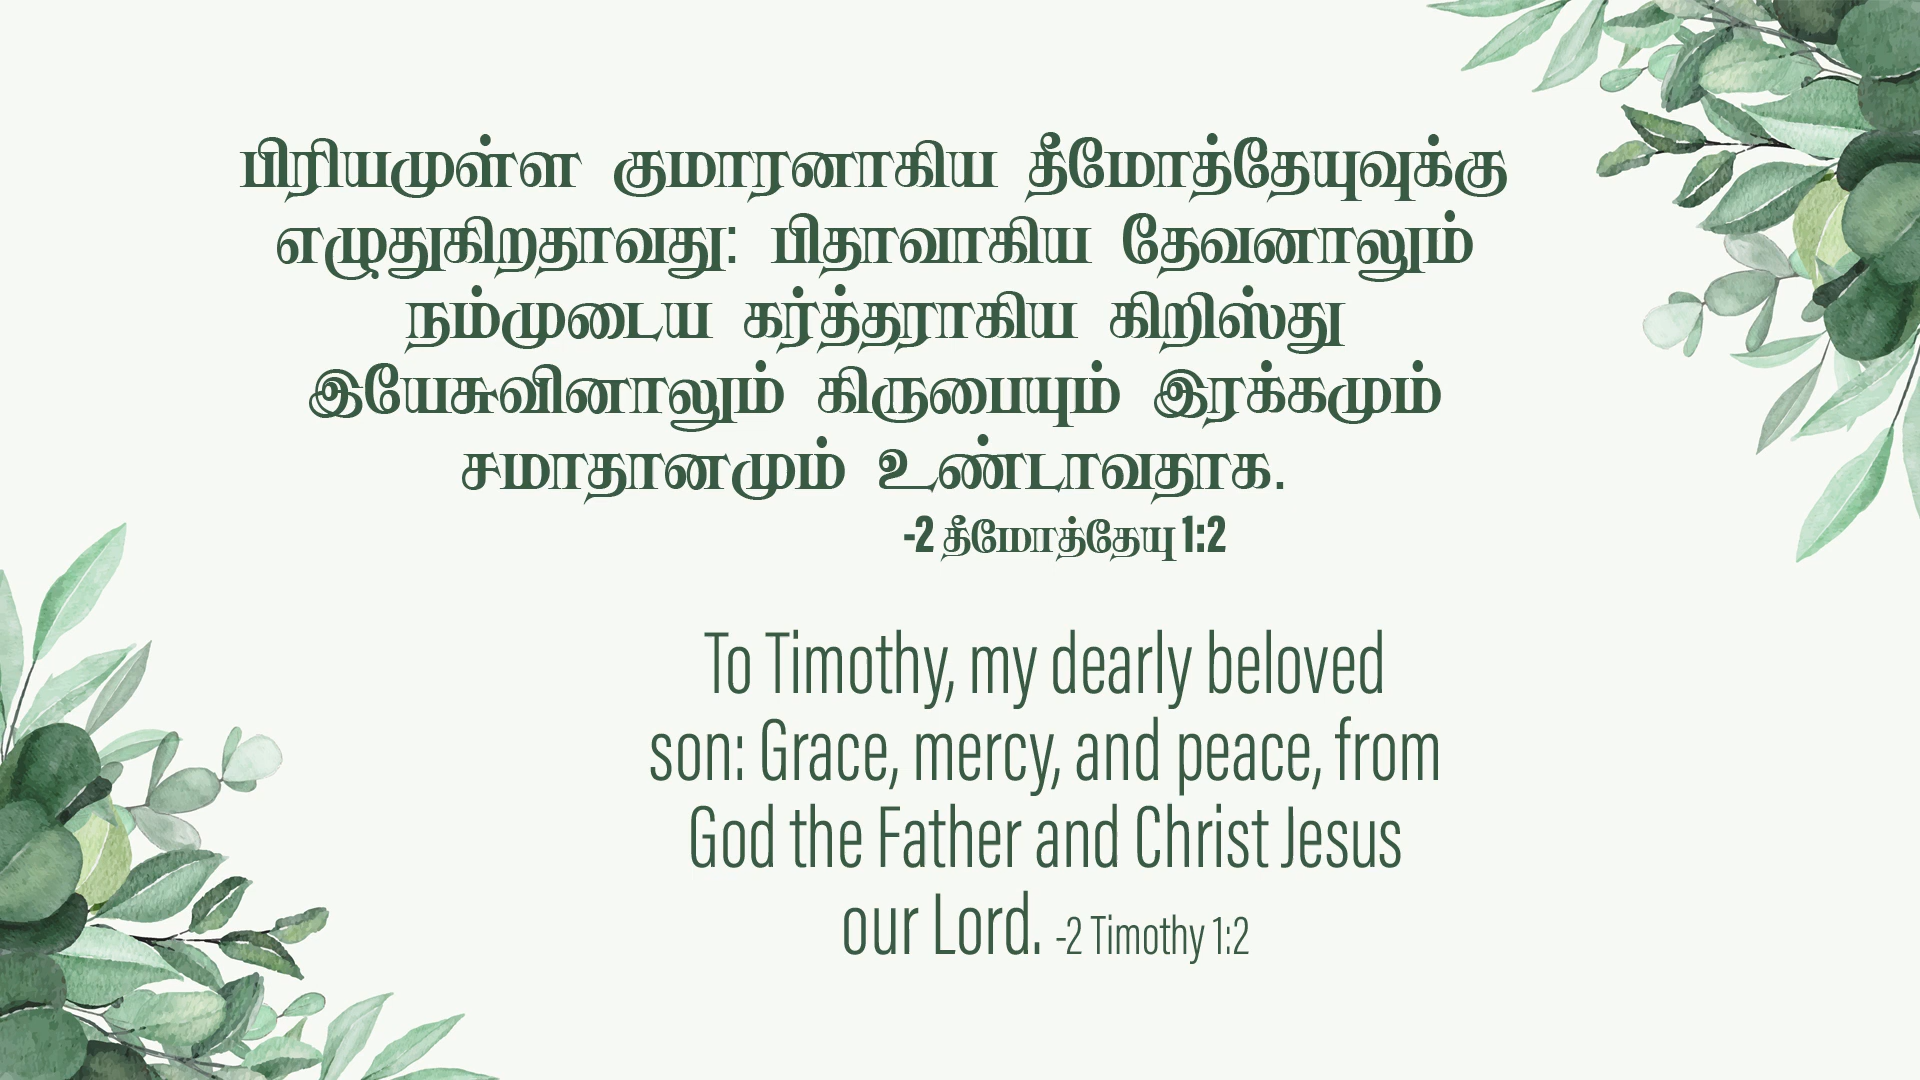 பிரியமுள்ள குமாரனாகிய தீமோத்தேயுவுக்கு
எழுதுகிறதாவது: பிதாவாகிய தேவனாலும்
நம்முடைய கர்த்தராகிய கிறிஸ்து
இயேசுவினாலும் கிருபையும் இரக்கமும்
சமாதானமும் உண்டாவதாக.
-2 தீமோத்தேயு 1:2
To Timothy, my dearly beloved
son: Grace, mercy, and peace, from
God the Father and Christ Jesus
our Lord. -2 Timothy 1:2